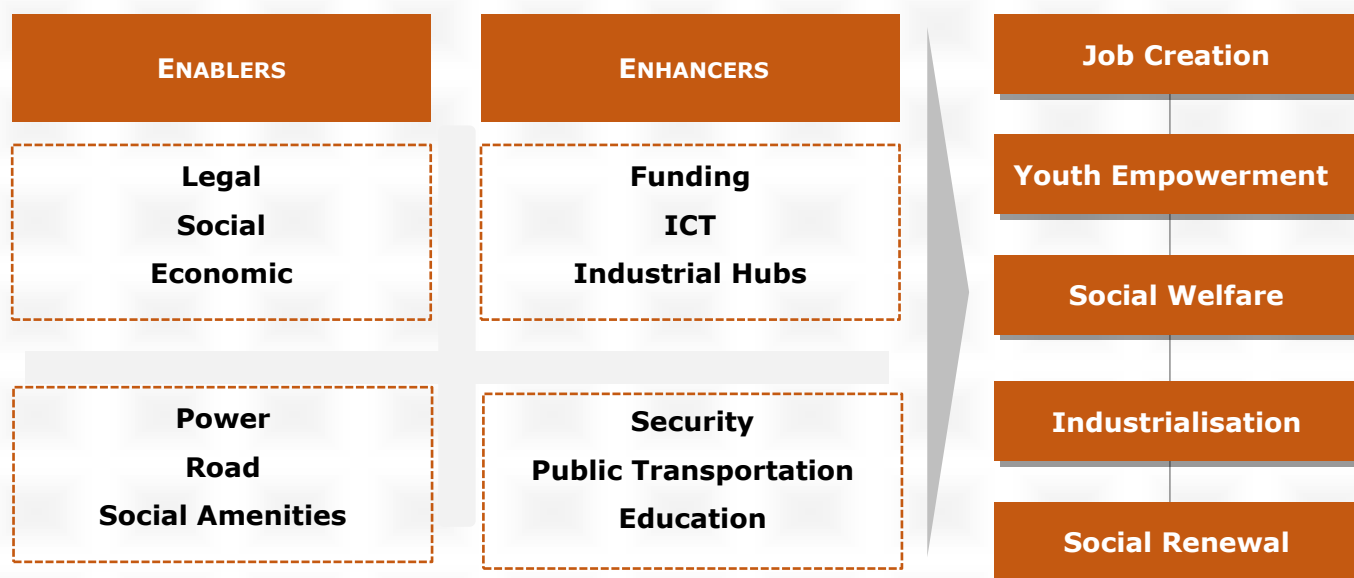 ENABLERS
Legal
Social
Economic
Power
Road
Social Amenities
ENHANCERS
Funding
ICT
Industrial Hubs
Security
Public Transportation
Education
Job Creation
Youth Empowerment
Social Welfare
Industrialisation
Social Renewal